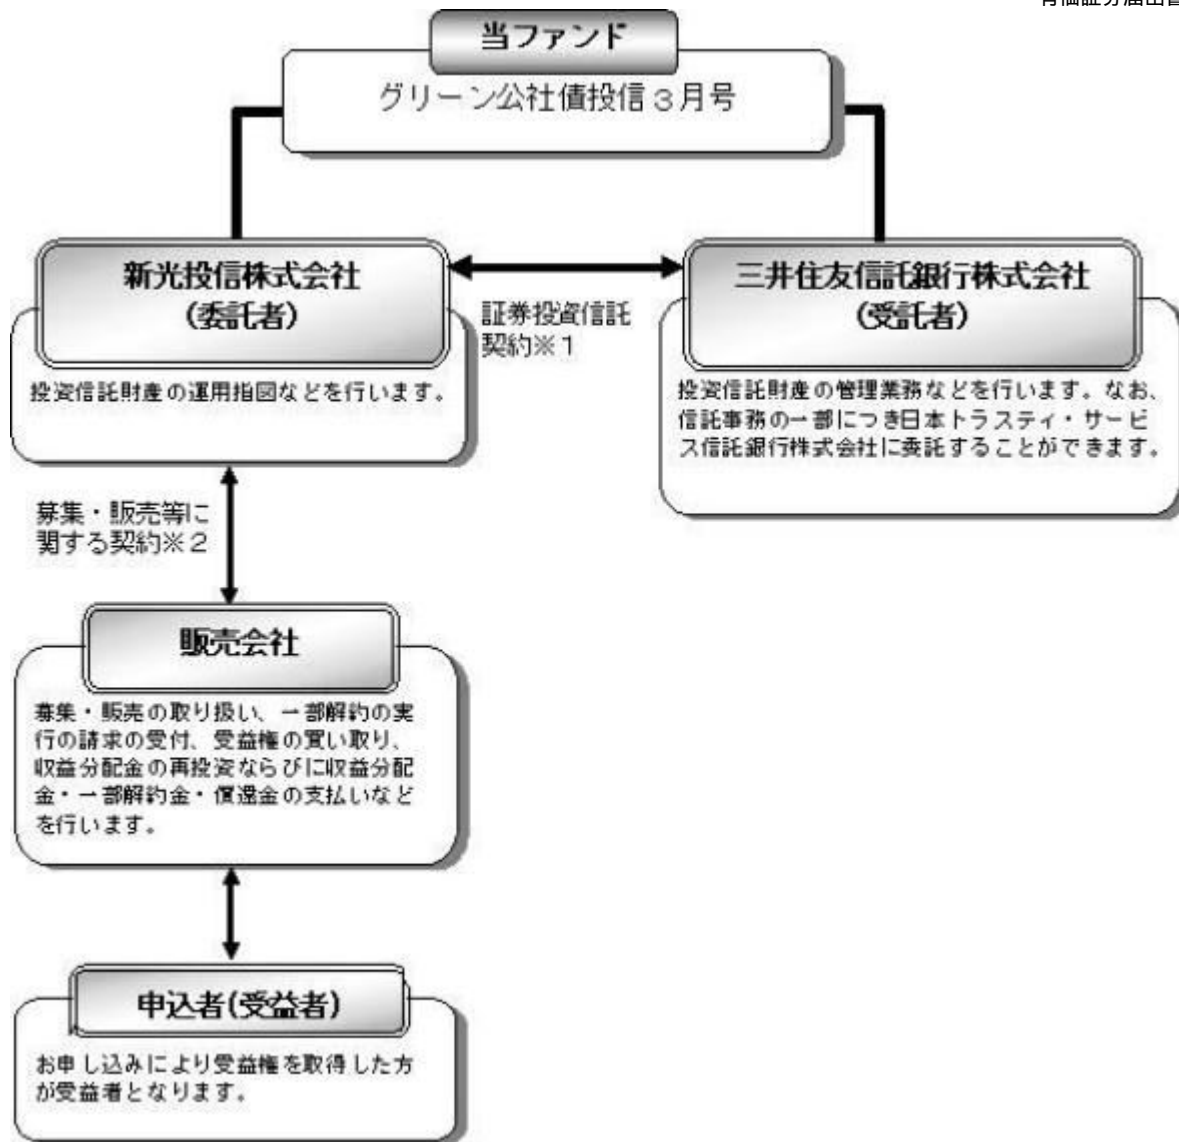 当ファンド
グリーン公社債投信３月号
新光投信株式会社
（委託者）
投資信託財産の運用指図などを行います。
証券投資信託
契約※１
三井住友信託銀行株式会社
（受託者）
投資信託財産の管理業務などを行います。なお、
信託事務の一部につき日本トラスティ・サービ
ス信託銀行株式会社に委託することができます。
募集・販売等に
関する契約※２
販売会社
募集・販売の取り扱い、一部解約の実
行の請求の受付、受益権の買い取り、
収益分配金の再投資ならびに収益分配
金・一部解約金・償還金の支払いなど
を行います。
申込者(受益者)
お申し込みにより受益権を取得した方
が受益者となります。